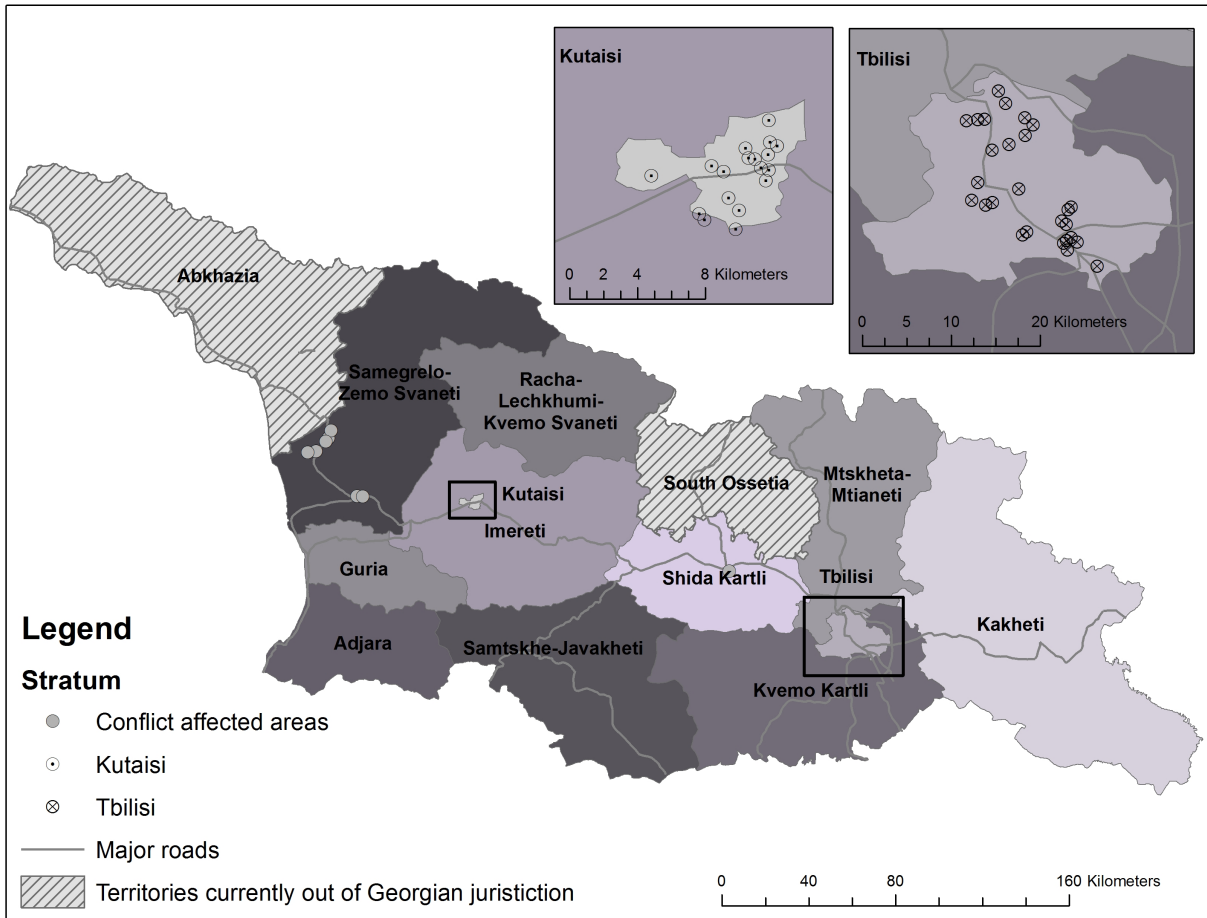 Kutaisi
0 2 4 8 Kilometers
Tbilisi
0 5 10 20 Kilometers
Abkhazia
Samegrelo-
Zemo Svaneti
Racha-
Lechkhumi-
Kvemo Svaneti
South Ossetia
Mtskheta-
Mtianeti
Kutaisi
Imereti
Guria
Shida Kartli
Tbilisi
Kakheti
Adjara
Samtskhe-Javakheti
Kvemo Kartli
Legend
Stratum
Conflict affected areas
Kutaisi
Tbilisi
Major roads
Territories currently out of Georgian juristiction
0 40 80 160 Kilometers